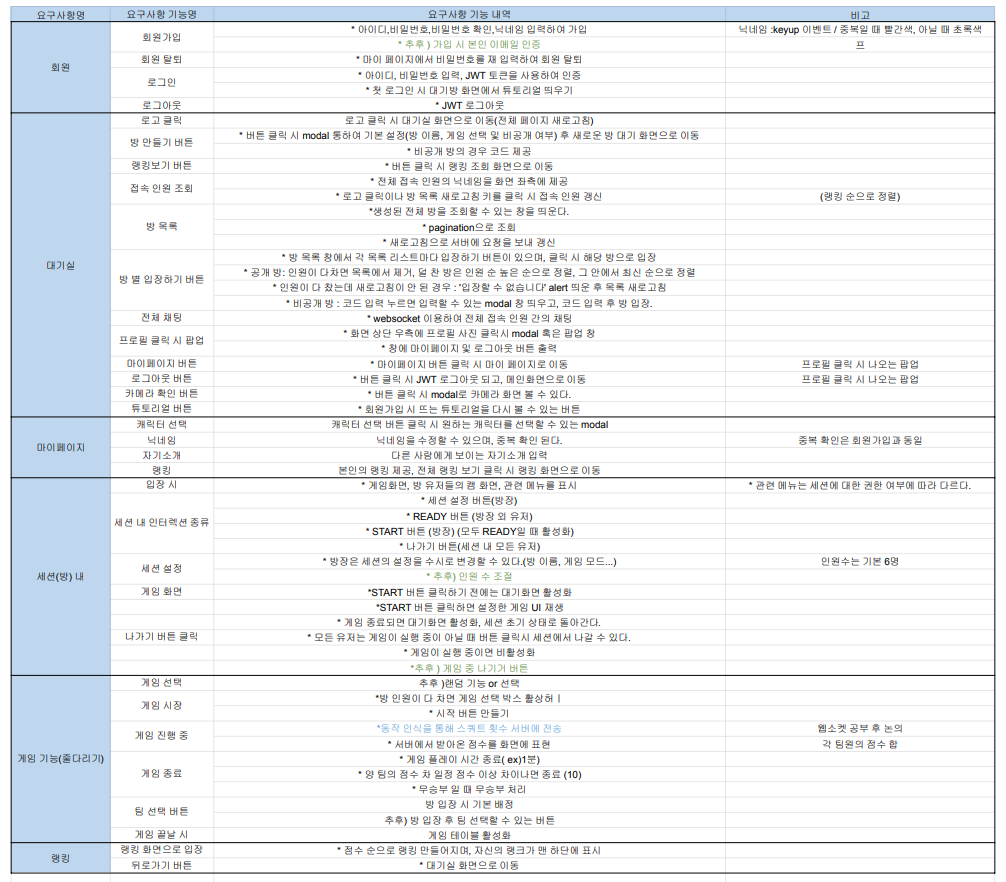 요구사항명 요구사항 기능명 요구사항 기능 내역 비고
회원 회원가입 * 아이디,비밀번호,비밀번호 확인,닉네임 입력하여 가입 닉네임 :keyup 이벤트 / 중복일 때 빨간색, 아닐 때 초록색
* 추후 ) 가입 시 본인 이메일 인증 프
회원 탈퇴 * 마이 페이지에서 비밀번호를 재 입력하여 회원 탈퇴
로그인 * 아이디, 비밀번호 입력, JWT 토큰을 사용하여 인증
* 첫 로그인 시 대기방 화면에서 튜토리얼 띄우기
로그아웃 * JWT 로그아웃
대기실 로고 클릭 로고 클릭 시 대기실 화면으로 이동(전체 페이지 새로고침)
방 만들기 버튼 * 버튼 클릭 시 modal 통하여 기본 설정(방 이름, 게임 선택 및 비공개 여부) 후 새로운 방 대기 화면으로 이동
* 비공개 방의 경우 코드 제공
랭킹보기 버튼 * 버튼 클릭 시 랭킹 조회 화면으로 이동
접속 인원 조회 * 전체 접속 인원의 닉네임을 화면 좌측에 제공
* 로고 클릭이나 방 목록 새로고침 키를 클릭 시 접속 인원 갱신 (랭킹 순으로 정렬)
방 목록 *생성된 전체 방을 조회할 수 있는 창을 띄운다.
* pagination으로 조회
* 새로고침으로 서버에 요청을 보내 갱신
방 별 입장하기 버튼 * 방 목록 창에서 각 목록 리스트마다 입장하기 버튼이 있으며, 클릭 시 해당 방으로 입장
* 공개 방: 인원이 다차면 목록에서 제거, 덜 찬 방은 인원 순 높은 순으로 정렬, 그 안에서 최신 순으로 정렬
* 인원이 다 찼는데 새로고침이 안 된 경우 : '입장할 수 없습니다' alert 띄운 후 목록 새로고침
* 비공개 방 : 코드 입력 누르면 입력할 수 있는 modal 창 띄우고, 코드 입력 후 방 입장.
전체 채팅 * websocket 이용하여 전체 접속 인원 간의 채팅
프로필 클릭 시 팝업 * 화면 상단 우측에 프로필 사진 클릭시 modal 혹은 팝업 창
* 창에 마이페이지 및 로그아웃 버튼 출력
마이페이지 버튼 * 마이페이지 버튼 클릭 시 마이 페이지로 이동 프로필 클릭 시 나오는 팝업
로그아웃 버튼 * 버튼 클릭 시 JWT 로그아웃 되고, 메인화면으로 이동 프로필 클릭 시 나오는 팝업
카메라 확인 버튼 * 버튼 클릭 시 modal로 카메라 화면 볼 수 있다.
튜토리얼 버튼 * 회원가입 시 뜨는 튜토리얼을 다시 볼 수 있는 버튼
마이페이지 캐릭터 선택 캐릭터 선택 버튼 클릭 시 원하는 캐릭터를 선택할 수 있는 modal
닉네임 닉네임을 수정할 수 있으며, 중복 확인 된다. 중복 확인은 회원가입과 동일
자기소개 다른 사람에게 보이는 자기소개 입력
랭킹 본인의 랭킹 제공, 전체 랭킹 보기 클릭 시 랭킹 화면으로 이동
세션(방) 내 입장 시 * 게임화면, 방 유저들의 캠 화면, 관련 메뉴를 표시 * 관련 메뉴는 세션에 대한 권한 여부에 따라 다르다.
세션 내 인터렉션 종류 * 세션 설정 버튼(방장)
* READY 버튼 (방장 외 유저)
* START 버튼 (방장) (모두 READY일 때 활성화)
* 나가기 버튼(세션 내 모든 유저)
세션 설정 * 방장은 세션의 설정을 수시로 변경할 수 있다.(방 이름, 게임 모드...) 인원수는 기본 6명
* 추후) 인원 수 조절
게임 화면 *START 버튼 클릭하기 전에는 대기화면 활성화
*START 버튼 클릭하면 설정한 게임 UI 재생
* 게임 종료되면 대기화면 활성화, 세션 초기 상태로 돌아간다.
나가기 버튼 클릭 * 모든 유저는 게임이 실행 중이 아닐 때 버튼 클릭시 세션에서 나갈 수 있다.
* 게임이 실행 중이면 비활성화
*추후 ) 게임 중 나기거 버튼
게임 기능(줄다리기) 게임 선택 추후 )랜덤 기능 or 선택
게임 시장 *방 인원이 다 차면 게임 선택 박스 활상허ㅣ
* 시작 버튼 만들기
게임 진행 중 *동작 인식을 통해 스쿼트 횟수 서버에 전송 웹소켓 공부 후 논의
* 서버에서 받아온 점수를 화면에 표현 각 팀원의 점수 합
게임 종료 * 게임 플레이 시간 종료( ex)1분)
* 양 팀의 점수 차 일정 점수 이상 차이나면 종료 (10)
* 무승부 일 때 무승부 처리
팀 선택 버튼 방 입장 시 기본 배정
추후) 방 입장 후 팀 선택할 수 있는 버튼
게임 끝날 시 게임 테이블 활성화
랭킹 랭킹 화면으로 입장 * 점수 순으로 랭킹 만들어지며, 자신의 랭크가 맨 하단에 표시
뒤로가기 버튼 * 대기실 화면으로 이동